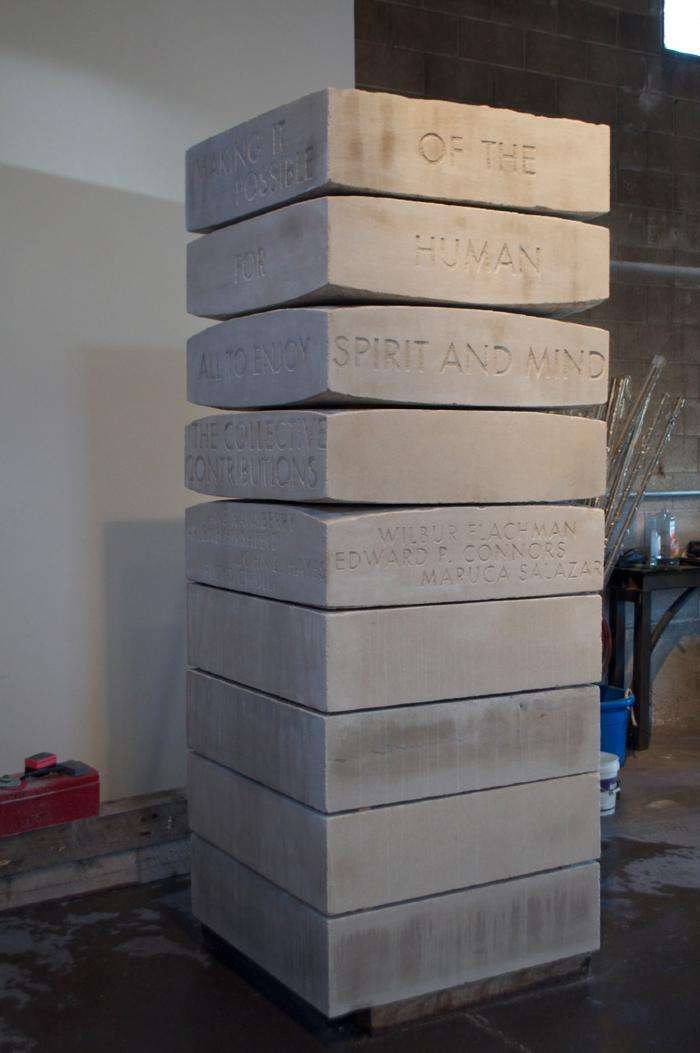 MAKING IT
POSSIBLE
FOR
ALL TO ENJOY
THE COLLECTIVE
CONTRIBUTIONS
OF THE
HUMAN
SPIRIT AND MIND
WILBUR FLACHMAN
EDWARD P. CONNORS
MARUCA SALAZAR